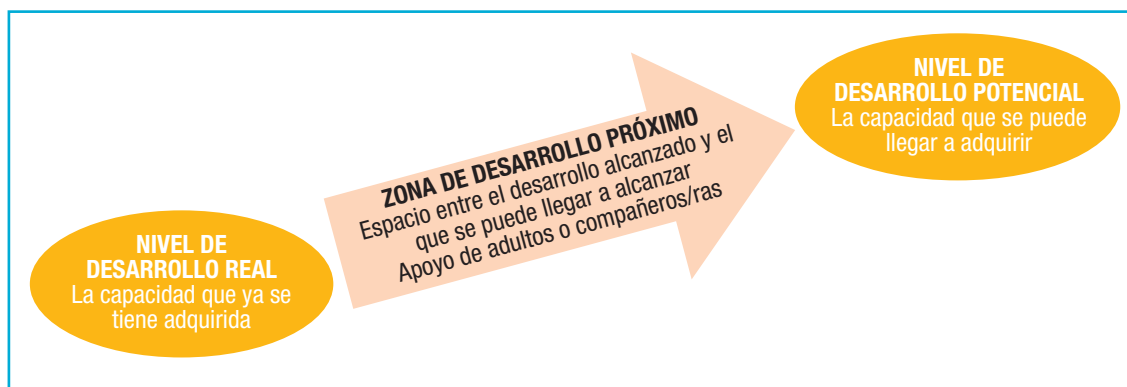 NIVEL DE
DESARROLLO REAL
La capacidad que ya se
tiene adquirida
ZONA DE DESARROLLO PRÓXIMO
Espacio entre el desarrollo alcanzado y el
que se puede llegar a alcanzar
Apoyo de adultos o compañeros/ras
NIVEL DE
DESARROLLO POTENCIAL
La capacidad que se puede
llegar a adquirir